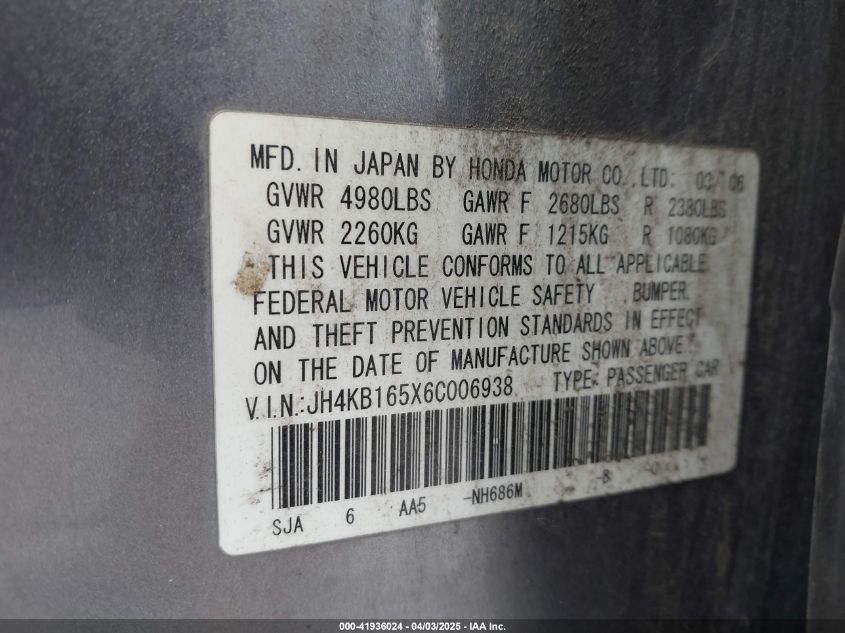 MFD. IN JAPAN BY HONDA MOTOR CO.,LTD. 03/06
GVWR 4980LBS GAWR F 2680LBS R 2380LBS
GVWR 2260KG GAWR F 1215KG R 1080KG
THIS VEHICLE CONFORMS TO ALL APPLICABLE
FEDERAL MOTOR VEHICLE SAFETY BUMPER
AND THEFT PREVENTION STANDARDS IN EFFECT
ON THE DATE OF MANUFACTURE SHOWN ABOVE.
V.I.N.:JH4KB165X6C006938 TYPE: PASSENGER CAR
SJA 6 AA5 -NH686M -8 -0
000-41936024 - 04/03/2025 - IAA Inc.